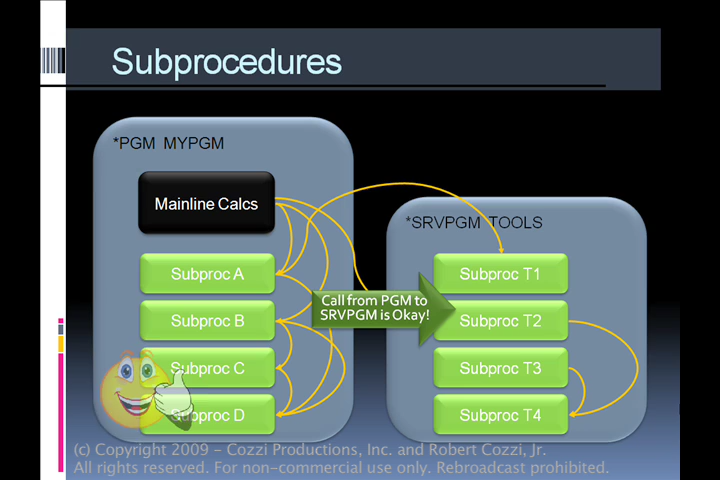 Subprocedures
*PGM MYPGM
Mainline Calcs
Subproc A
Subproc B
Subproc C
Subproc D
*SRVPGM TOOLS
Subproc T1
Subproc T2
Subproc T3
Subproc T4
Call from PGM to
SRVPGM is Okay!
(c) Copyright 2009 – Cozzi Productions, Inc. and Robert Cozzi, Jr.
All rights reserved. For non-commercial use only. Rebroadcast prohibited.